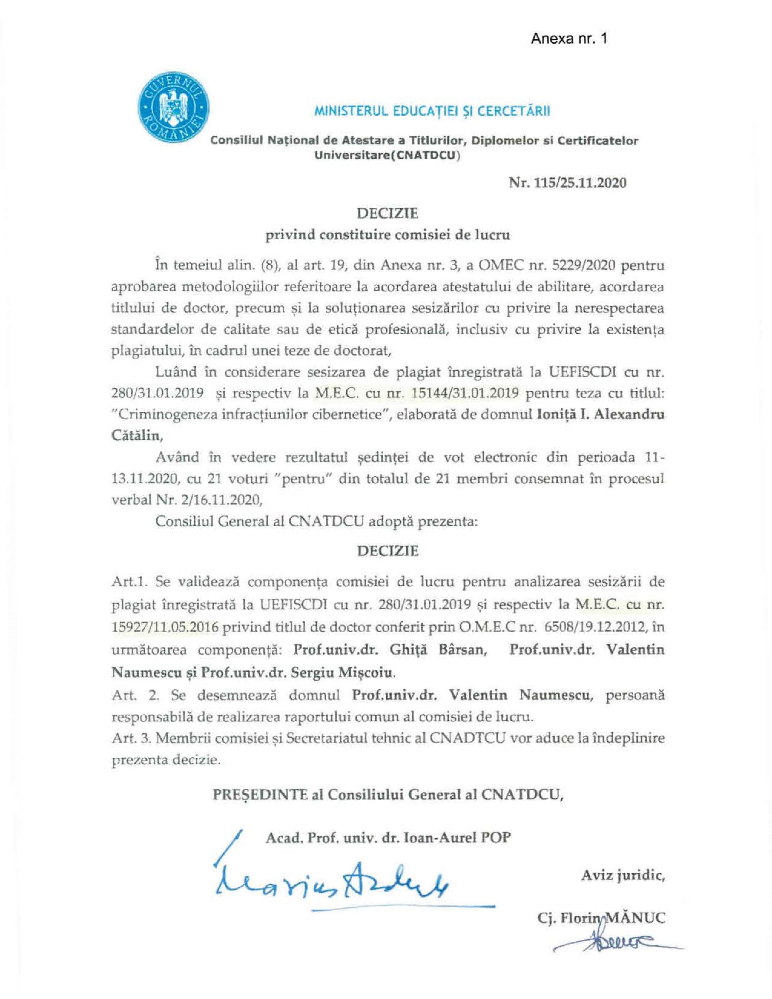 Anexa nr. 1
GUVERNUL ROMÂNIEI
MINISTERUL EDUCAȚIEI ȘI CERCETĂRII
Consiliul Național de Atestare a Titlurilor, Diplomelor si Certificatelor
Universitare(CNATDCU)
Nr. 115/25.11.2020
DECIZIE
privind constituire comisiei de lucru
În temeiul alin. (8), al art. 19, din Anexa nr. 3, a OMEC nr. 5229/2020 pentru
aprobarea metodologiilor referitoare la acordarea atestatului de abilitare, acordarea
titlului de doctor, precum și la soluționarea sesizărilor cu privire la nerespectarea
standardelor de calitate sau de etică profesională, inclusiv cu privire la existența
plagiatului, în cadrul unei teze de doctorat,
Luând în considerare sesizarea de plagiat înregistrată la UEFISCDI cu nr.
280/31.01.2019 și respectiv la M.E.C. cu nr. 15144/31.01.2019 pentru teza cu titlul:
"Criminogeneza infracțiunilor cibernetice", elaborată de domnul Ioniță I. Alexandru
Cătălin,
Având în vedere rezultatul ședinței de vot electronic din perioada 11-
13.11.2020, cu 21 voturi "pentru" din totalul de 21 membri consemnat în procesul
verbal Nr. 2/16.11.2020,
Consiliul General al CNATDCU adoptă prezenta:
DECIZIE
Art.1. Se validează componența comisiei de lucru pentru analizarea sesizării de
plagiat înregistrată la UEFISCDI cu nr. 280/31.01.2019 și respectiv la M.E.C. cu nr.
15927/11.05.2016 privind titlul de doctor conferit prin O.M.E.C nr. 6508/19.12.2012, în
următoarea componență: Prof.univ.dr. Ghiță Bârsan, Prof.univ.dr. Valentin
Naumescu și Prof.univ.dr. Sergiu Mișcoiu.
Art. 2. Se desemnează domnul Prof.univ.dr. Valentin Naumescu, persoană
responsabilă de realizarea raportului comun al comisiei de lucru.
Art. 3. Membrii comisiei și Secretariatul tehnic al CNADTCU vor aduce la îndeplinire
prezenta decizie.
PREȘEDINTE al Consiliului General al CNATDCU,
Acad. Prof. univ. dr. Ioan-Aurel POP
Marius
Aviz juridic,
Cj. Florin MĂNUC